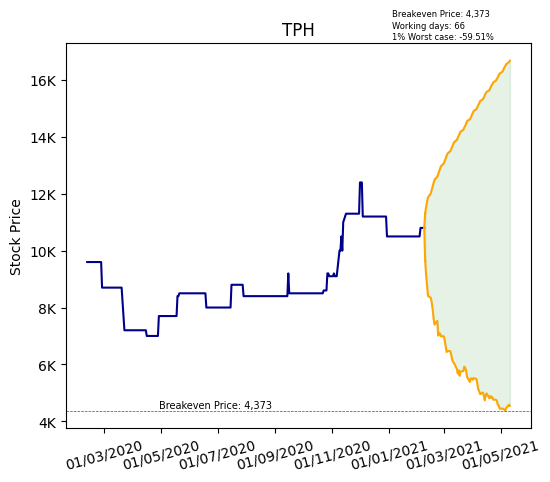 Breakeven Price: 4,373
Working days: 66
1% Worst case: -59.51%
TPH
Stock Price
16K
14K
12K
10K
8K
6K
4K
Breakeven Price: 4,373
01/03/2020
01/05/2020
01/07/2020
01/09/2020
01/11/2020
01/01/2021
01/03/2021
01/05/2021